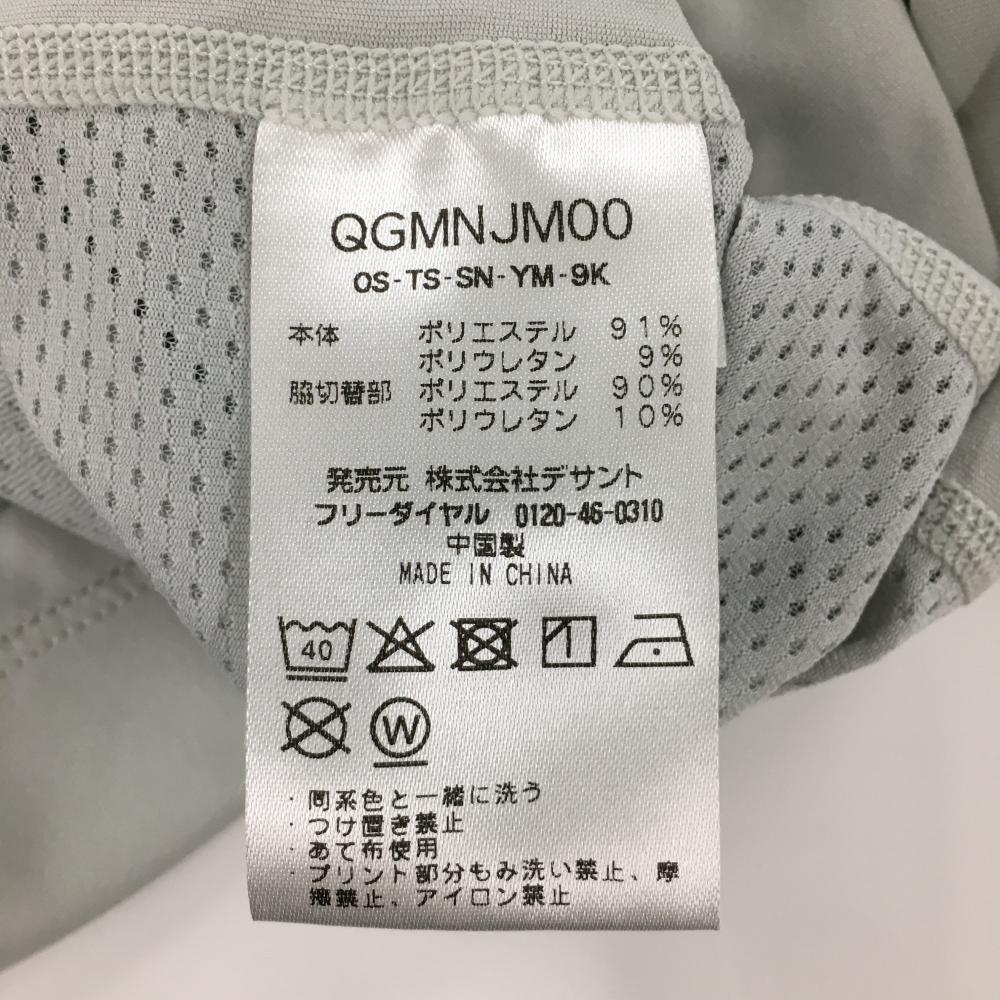 QGMNJM00
OS-TS-SN-YM-9K
本体 ポリエステル 91%
ポリウレタン 9%
脇切替部 ポリエステル 90%
ポリウレタン 10%
発売元 株式会社デサント
フリーダイヤル 0120-46-0310
中国製
MADE IN CHINA
40
W
・同系色と一緒に洗う
・つけ置き禁止
・あて布使用
・プリント部分もみ洗い禁止、摩
擦禁止、アイロン禁止